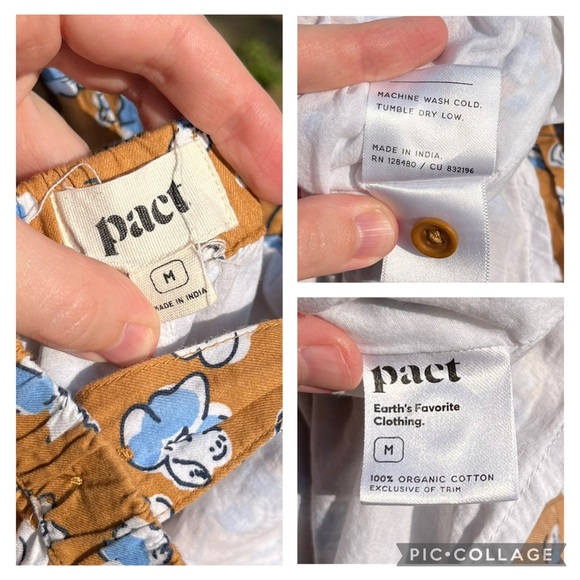 pact
M
MADE IN INDIA
MACHINE WASH COLD.
TUMBLE DRY LOW.
MADE IN INDIA.
RN 128480 / CU 832196
pact
Earth's Favorite
Clothing.
M
100% ORGANIC COTTON
EXCLUSIVE OF TRIM
PIC•COLLAGE